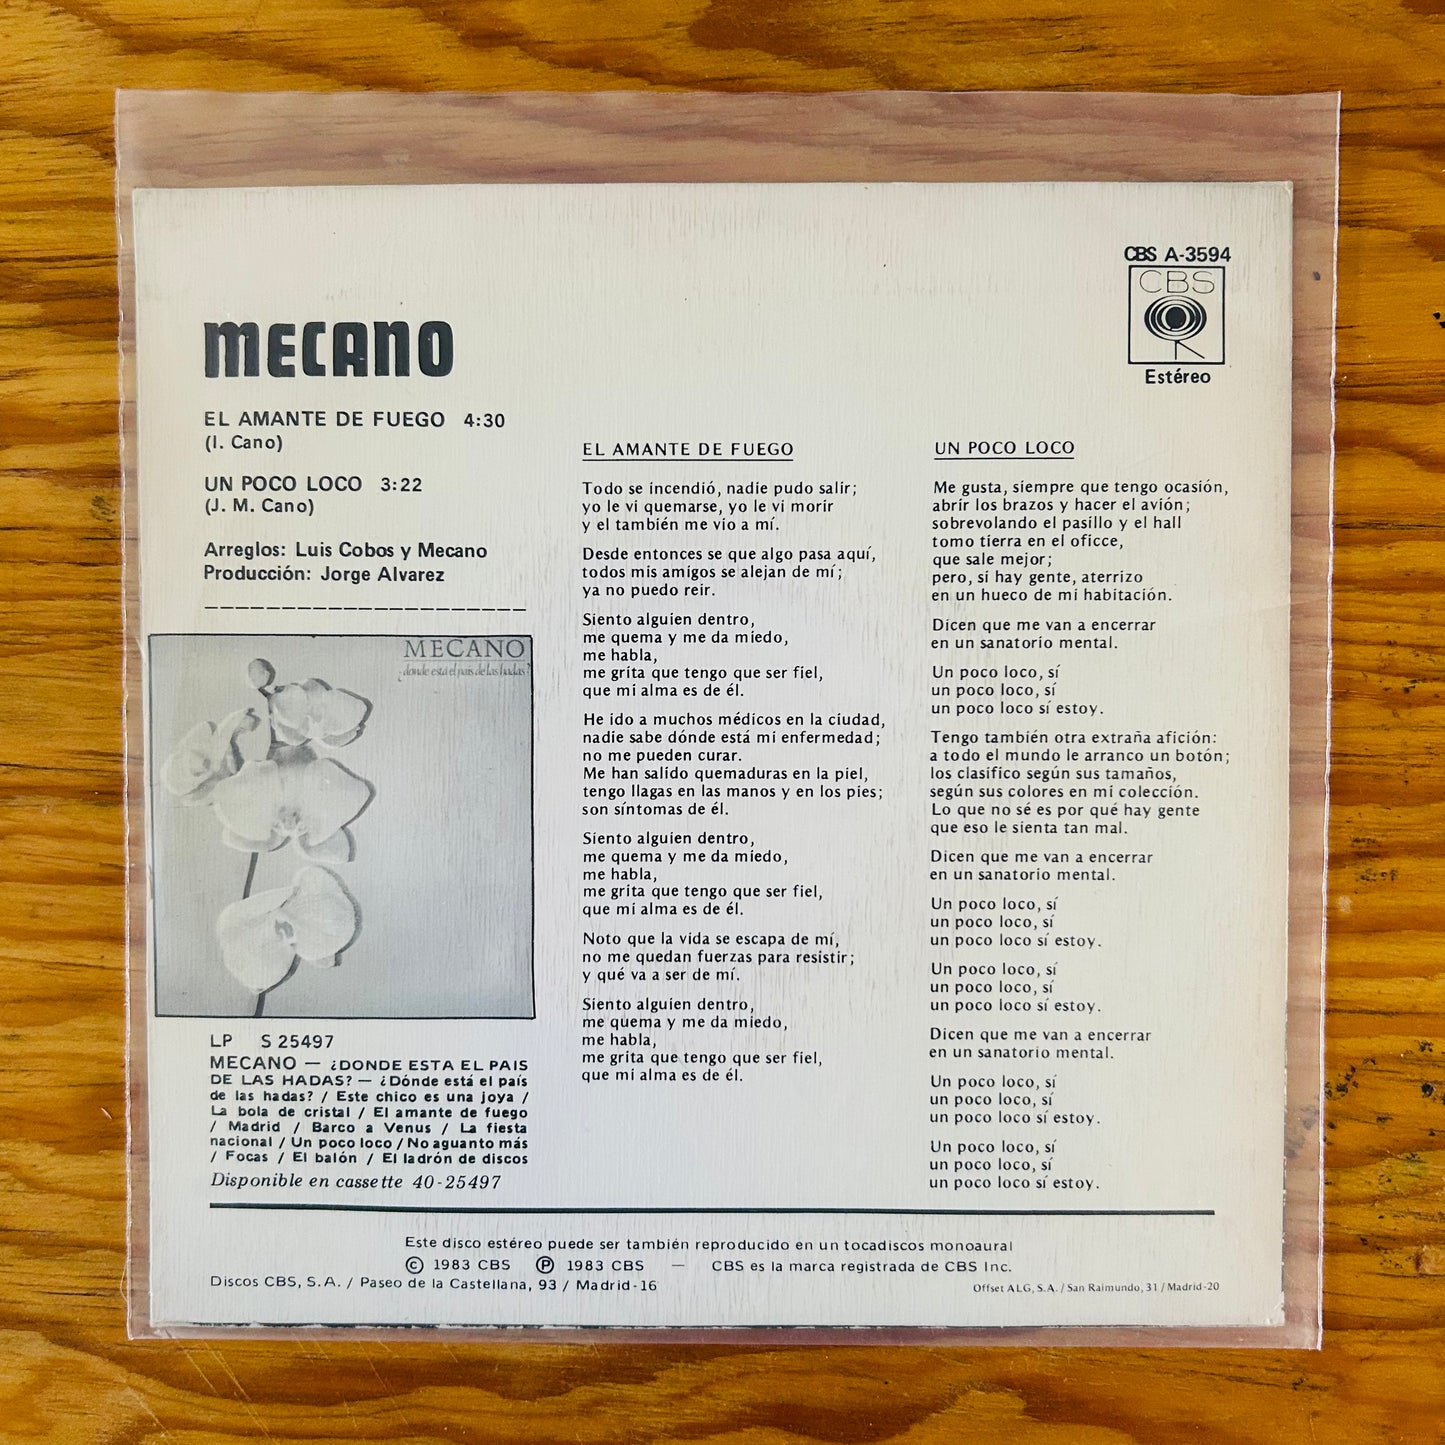 CBS A-3594
CBS
Estéreo
MECANO
EL AMANTE DE FUEGO 4:30
(I. Cano)
UN POCO LOCO 3:22
(J. M. Cano)
Arreglos: Luis Cobos y Mecano
Producción: Jorge Alvarez
MECANO
¿donde está el pais de las hadas?
LP S 25497
MECANO — ¿DONDE ESTA EL PAIS
DE LAS HADAS? — ¿Dónde está el país
de las hadas? / Este chico es una joya /
La bola de cristal / El amante de fuego
/ Madrid / Barco a Venus / La fiesta
nacional / Un poco loco / No aguanto más
/ Focas / El balón / El ladrón de discos
Disponible en cassette 40-25497
EL AMANTE DE FUEGO
Todo se incendió, nadie pudo salir;
yo le vi quemarse, yo le vi morir
y el también me vio a mí.
Desde entonces se que algo pasa aquí,
todos mis amigos se alejan de mí;
ya no puedo reir.
Siento alguien dentro,
me quema y me da miedo,
me habla,
me grita que tengo que ser fiel,
que mi alma es de él.
He ido a muchos médicos en la ciudad,
nadie sabe dónde está mi enfermedad;
no me pueden curar.
Me han salido quemaduras en la piel,
tengo llagas en las manos y en los pies;
son síntomas de él.
Siento alguien dentro,
me quema y me da miedo,
me habla,
me grita que tengo que ser fiel,
que mi alma es de él.
Noto que la vida se escapa de mí,
no me quedan fuerzas para resistir;
y qué va a ser de mí.
Siento alguien dentro,
me quema y me da miedo,
me habla,
me grita que tengo que ser fiel,
que mi alma es de él.
UN POCO LOCO
Me gusta, siempre que tengo ocasión,
abrir los brazos y hacer el avión;
sobrevolando el pasillo y el hall
tomo tierra en el oficce,
que sale mejor;
pero, si hay gente, aterrizo
en un hueco de mi habitación.
Dicen que me van a encerrar
en un sanatorio mental.
Un poco loco, sí
un poco loco, sí
un poco loco sí estoy.
Tengo también otra extraña afición:
a todo el mundo le arranco un botón;
los clasifico según sus tamaños,
según sus colores en mi colección.
Lo que no sé es por qué hay gente
que eso le sienta tan mal.
Dicen que me van a encerrar
en un sanatorio mental.
Un poco loco, sí
un poco loco, sí
un poco loco sí estoy.
Un poco loco, sí
un poco loco, sí
un poco loco sí estoy.
Dicen que me van a encerrar
en un sanatorio mental.
Un poco loco, sí
un poco loco, sí
un poco loco sí estoy.
Un poco loco, sí
un poco loco, sí
un poco loco sí estoy.
Este disco estéreo puede ser también reproducido en un tocadiscos monoaural
© 1983 CBS ℗ 1983 CBS — CBS es la marca registrada de CBS Inc.
Discos CBS, S.A. / Paseo de la Castellana, 93 / Madrid-16
Offset ALG, S.A. / San Raimundo, 31 / Madrid-20